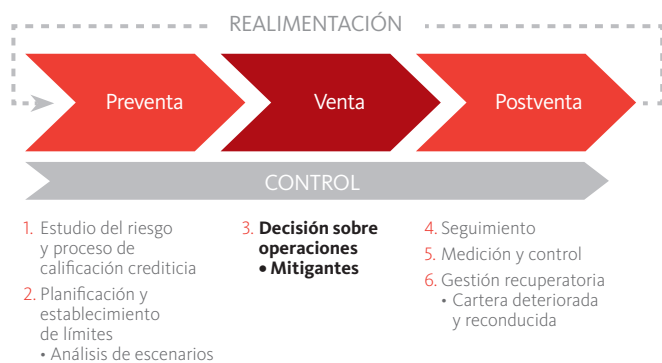 REALIMENTACIÓN
Preventa
Venta
Postventa
CONTROL
1. Estudio del riesgo
y proceso de
calificación crediticia
2. Planificación y
establecimiento
de límites
• Análisis de escenarios
3. Decisión sobre
operaciones
• Mitigantes
4. Seguimiento
5. Medición y control
6. Gestión recuperatoria
• Cartera deteriorada
y reconducida